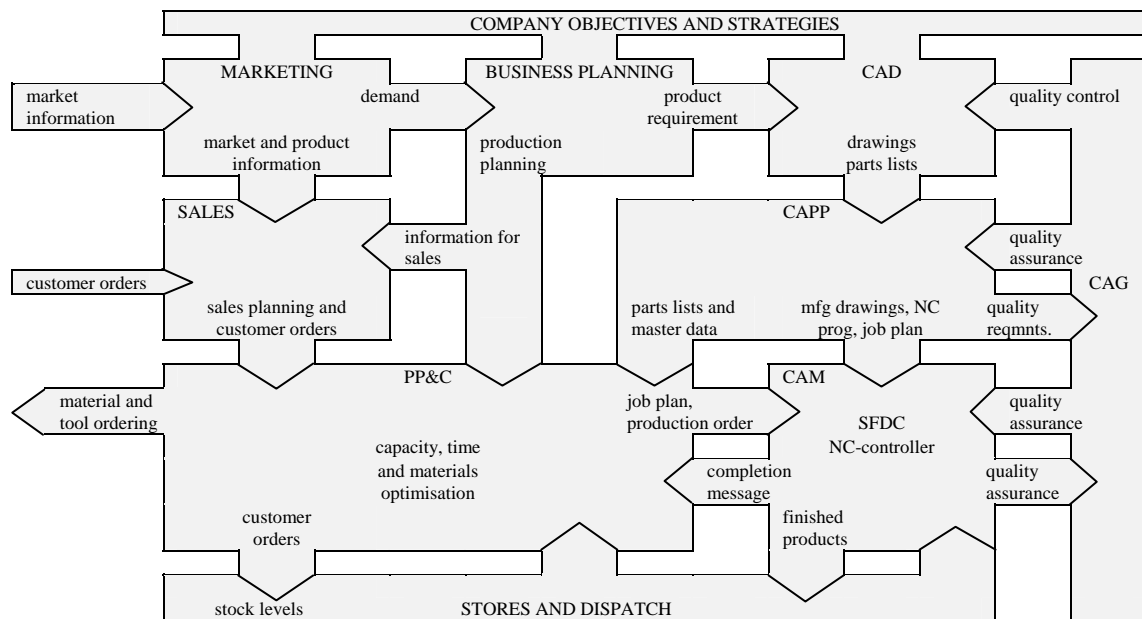 COMPANY OBJECTIVES AND STRATEGIES
MARKETING
BUSINESS PLANNING
CAD
market
information
demand
product
requirement
quality control
market and product
information
production
planning
drawings
parts lists
SALES
CAPP
information for
sales
quality
assurance
customer orders
CAG
sales planning and
customer orders
parts lists and
master data
mfg drawings, NC
prog, job plan
quality
reqmnts.
PP&C
CAM
material and
tool ordering
job plan,
production order
SFDC
NC-controller
quality
assurance
capacity, time
and materials
optimisation
completion
message
quality
assurance
customer
orders
finished
products
stock levels
STORES AND DISPATCH